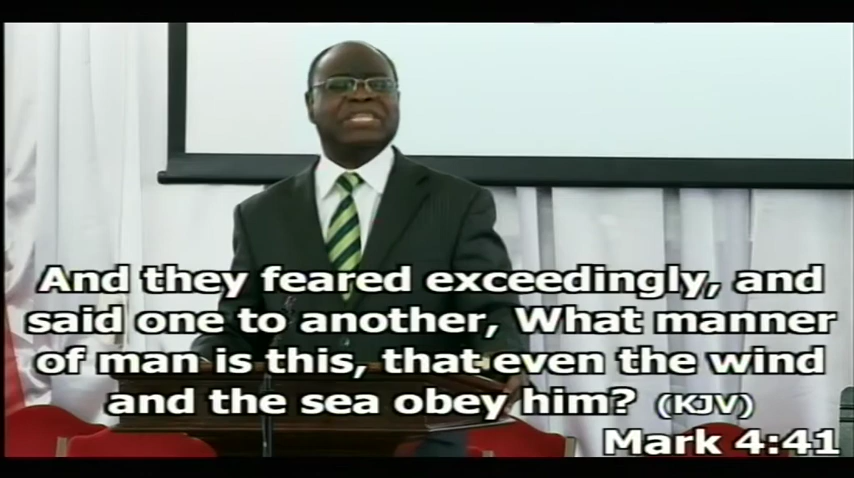 And they feared exceedingly, and
said one to another, What manner
of man is this, that even the wind
and the sea obey him? (KJV)
Mark 4:41